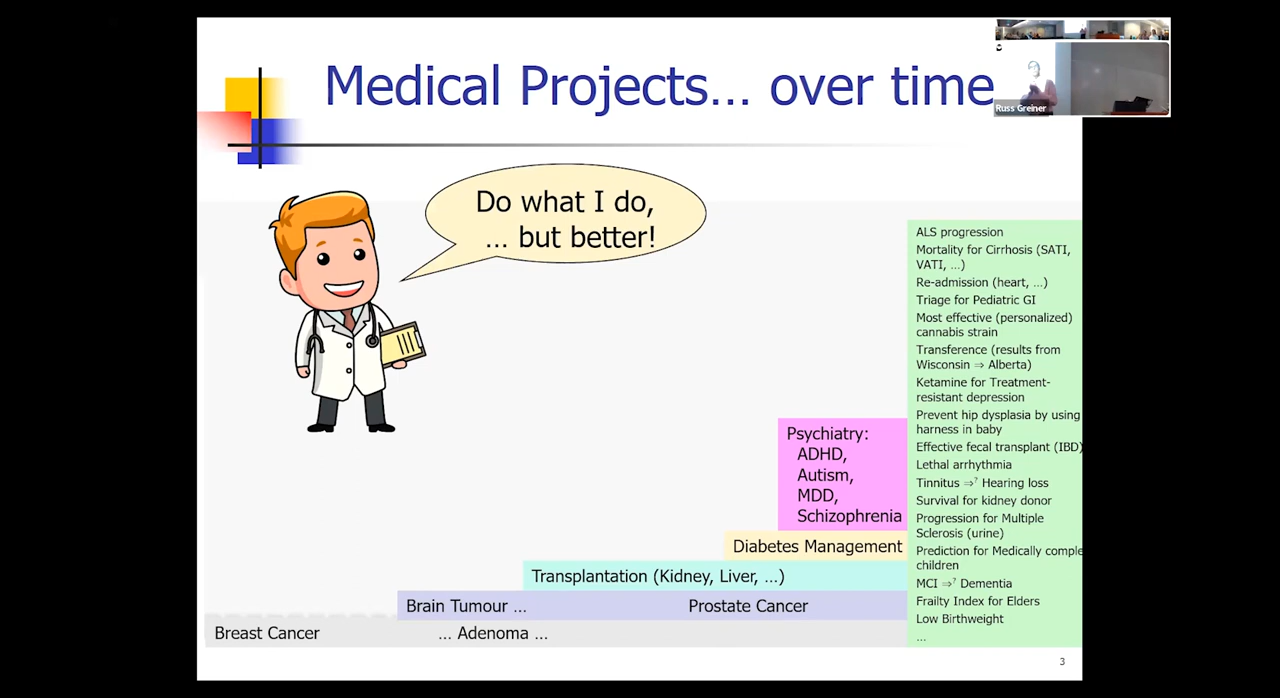 Medical Projects... over time
Russ Greiner
Do what I do,
... but better!
ALS progression
Mortality for Cirrhosis (SATI,
VATI, ...)
Re-admission (heart, ...)
Triage for Pediatric GI
Most effective (personalized)
cannabis strain
Transference (results from
Wisconsin ⇒ Alberta)
Ketamine for Treatment-
resistant depression
Prevent hip dysplasia by using
harness in baby
Effective fecal transplant (IBD)
Lethal arrhythmia
Tinnitus ⇒? Hearing loss
Survival for kidney donor
Progression for Multiple
Sclerosis (urine)
Prediction for Medically comple
children
MCI ⇒? Dementia
Frailty Index for Elders
Low Birthweight
...
Psychiatry:
ADHD,
Autism,
MDD,
Schizophrenia
Diabetes Management
Transplantation (Kidney, Liver, ...)
Brain Tumour ... Prostate Cancer
Breast Cancer ... Adenoma ...
3